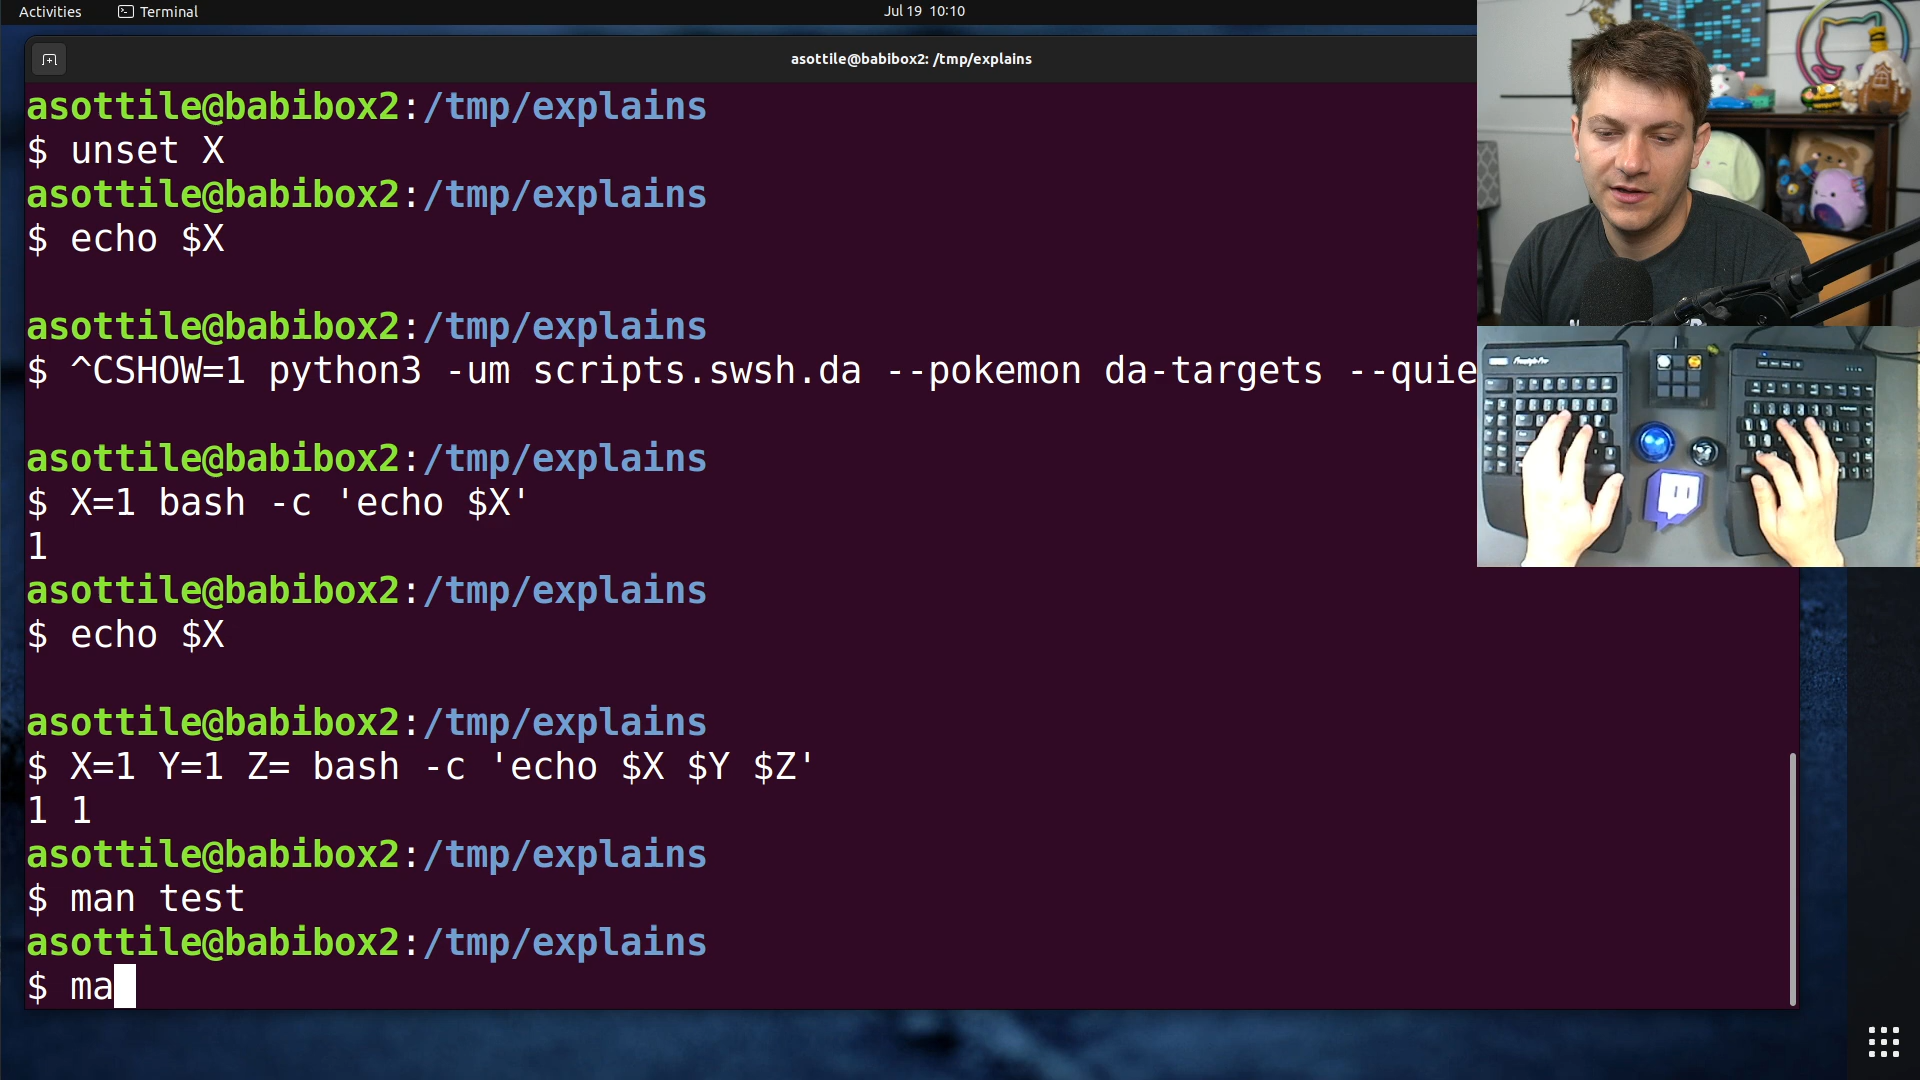 Activities
Terminal
Jul 19 10:10
asottile@babibox2: /tmp/explains
asottile@babibox2:/tmp/explains
$ unset X
asottile@babibox2:/tmp/explains
$ echo $X
asottile@babibox2:/tmp/explains
$ ^CSHOW=1 python3 -um scripts.swsh.da --pokemon da-targets --quie
asottile@babibox2:/tmp/explains
$ X=1 bash -c 'echo $X'
1
asottile@babibox2:/tmp/explains
$ echo $X
asottile@babibox2:/tmp/explains
$ X=1 Y=1 Z= bash -c 'echo $X $Y $Z'
1 1
asottile@babibox2:/tmp/explains
$ man test
asottile@babibox2:/tmp/explains
$ ma